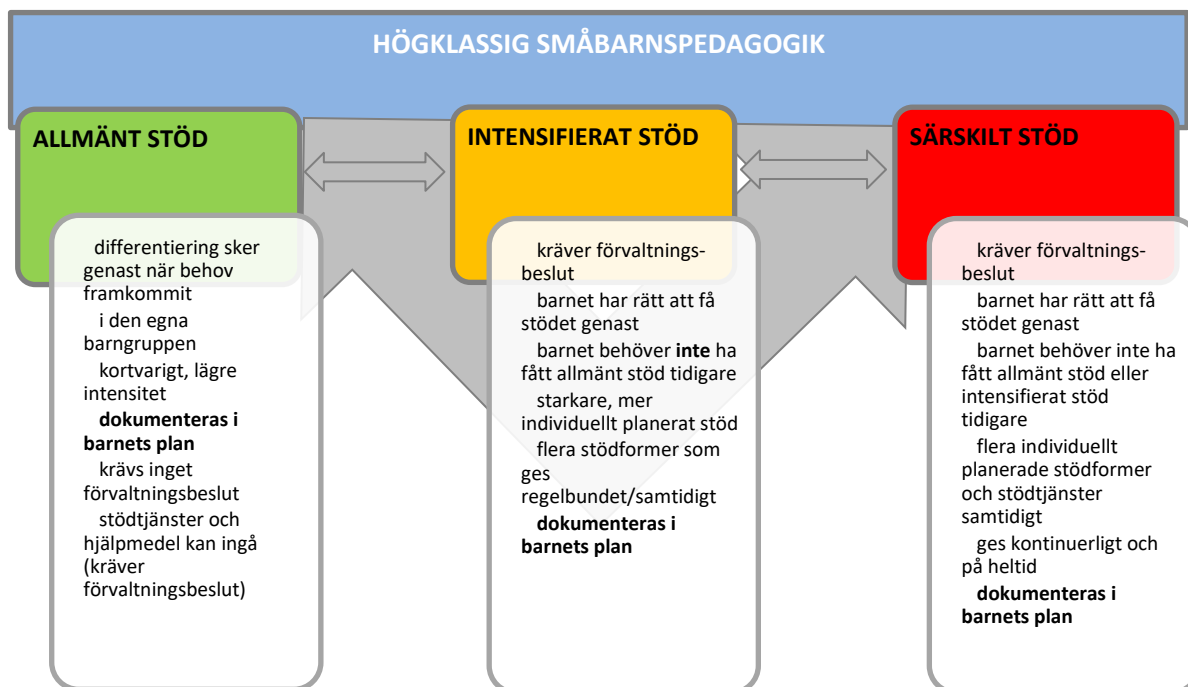 HÖGKLASSIG SMÅBARNSPEDAGOGIK
ALLMÄNT STÖD
differentiering sker
genast när behov
framkommit
i den egna
barngruppen
kortvarigt, lägre
intensitet
dokumenteras i
barnets plan
krävs inget
förvaltningsbeslut
stödtjänster och
hjälpmedel kan ingå
(kräver
förvaltningsbeslut)
INTENSIFIERAT STÖD
kräver förvaltnings-
beslut
barnet har rätt att få
stödet genast
barnet behöver inte ha
fått allmänt stöd tidigare
starkare, mer
individuellt planerat stöd
flera stödformer som
ges
regelbundet/samtidigt
dokumenteras i
barnets plan
SÄRSKILT STÖD
kräver förvaltnings-
beslut
barnet har rätt att få
stödet genast
barnet behöver inte ha
fått allmänt stöd eller
intensifierat stöd
tidigare
flera individuellt
planerade stödformer
och stödtjänster
samtidigt
ges kontinuerligt och
på heltid
dokumenteras i
barnets plan